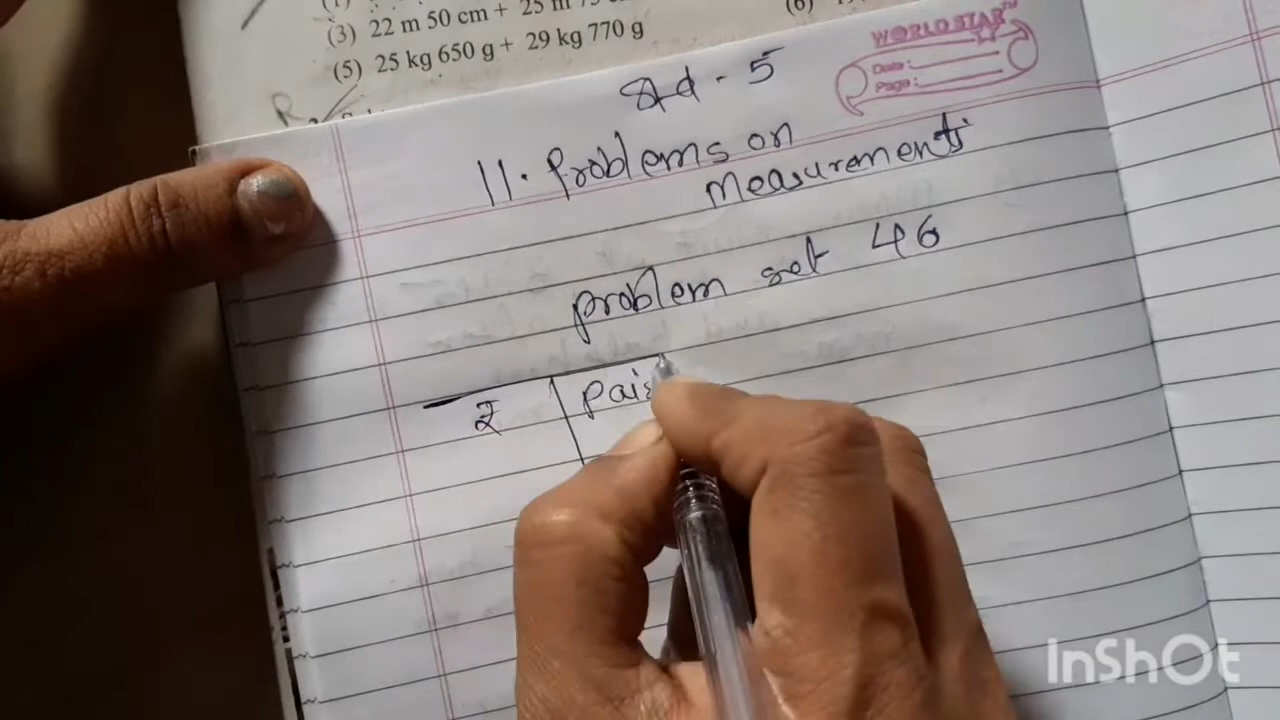 (3) 22 m 50 cm + 25 m
(5) 25 kg 650 g + 29 kg 770 g
WORLD STAR
Date:
Page:
Std - 5
11. Problems on
Measurements
problem set 46
₹ Pais
InShOt